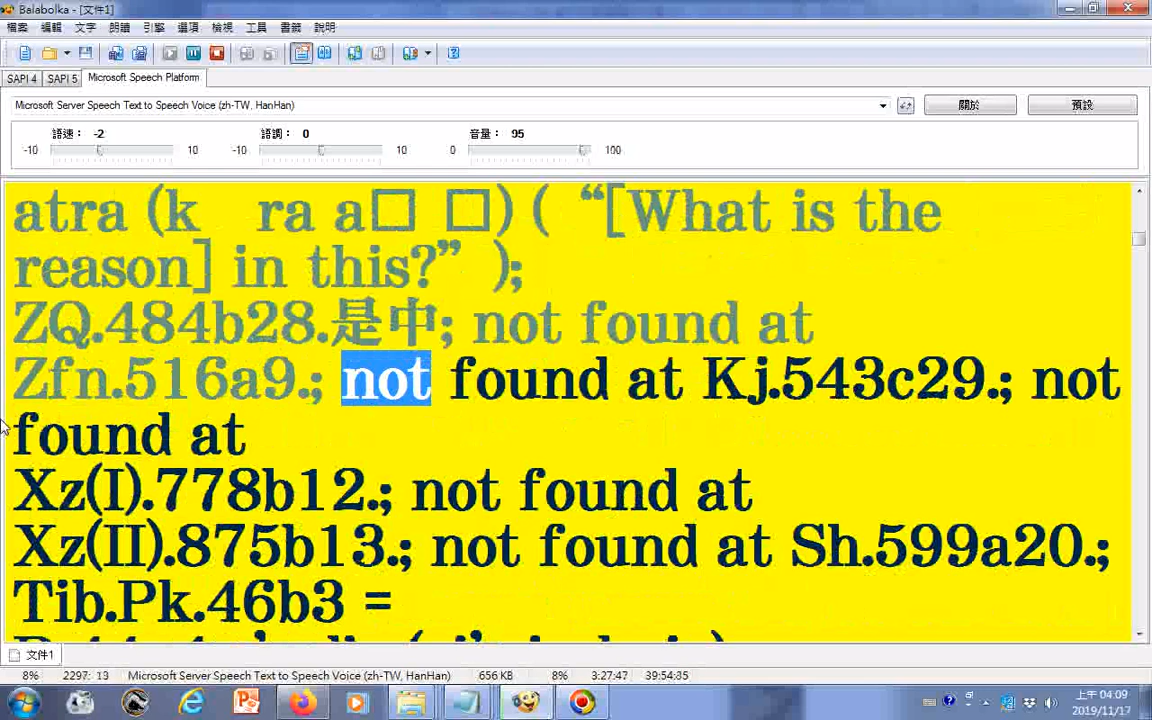 Balabolka - [文件1]
檔案 編輯 文字 朗讀 引擎 選項 檢視 工具 書籤 說明
SAPI 4 SAPI 5 Microsoft Speech Platform
Microsoft Server Speech Text to Speech Voice (zh-TW, HanHan) 關於 預設
語速： -2 語調： 0 音量： 95
-10 10 -10 10 0 100
atra (k ra a□ □) ( “[What is the
reason] in this?” );
ZQ.484b28.是中; not found at
Zfn.516a9.; not found at Kj.543c29.; not
found at
Xz(I).778b12.; not found at
Xz(II).875b13.; not found at Sh.599a20.;
Tib.Pk.46b3 =
文件1
8% 2297: 13 Microsoft Server Speech Text to Speech Voice (zh-TW, HanHan) 656 KB 8% 3:27:47 39:54:35
上午 04:09
2019/11/17